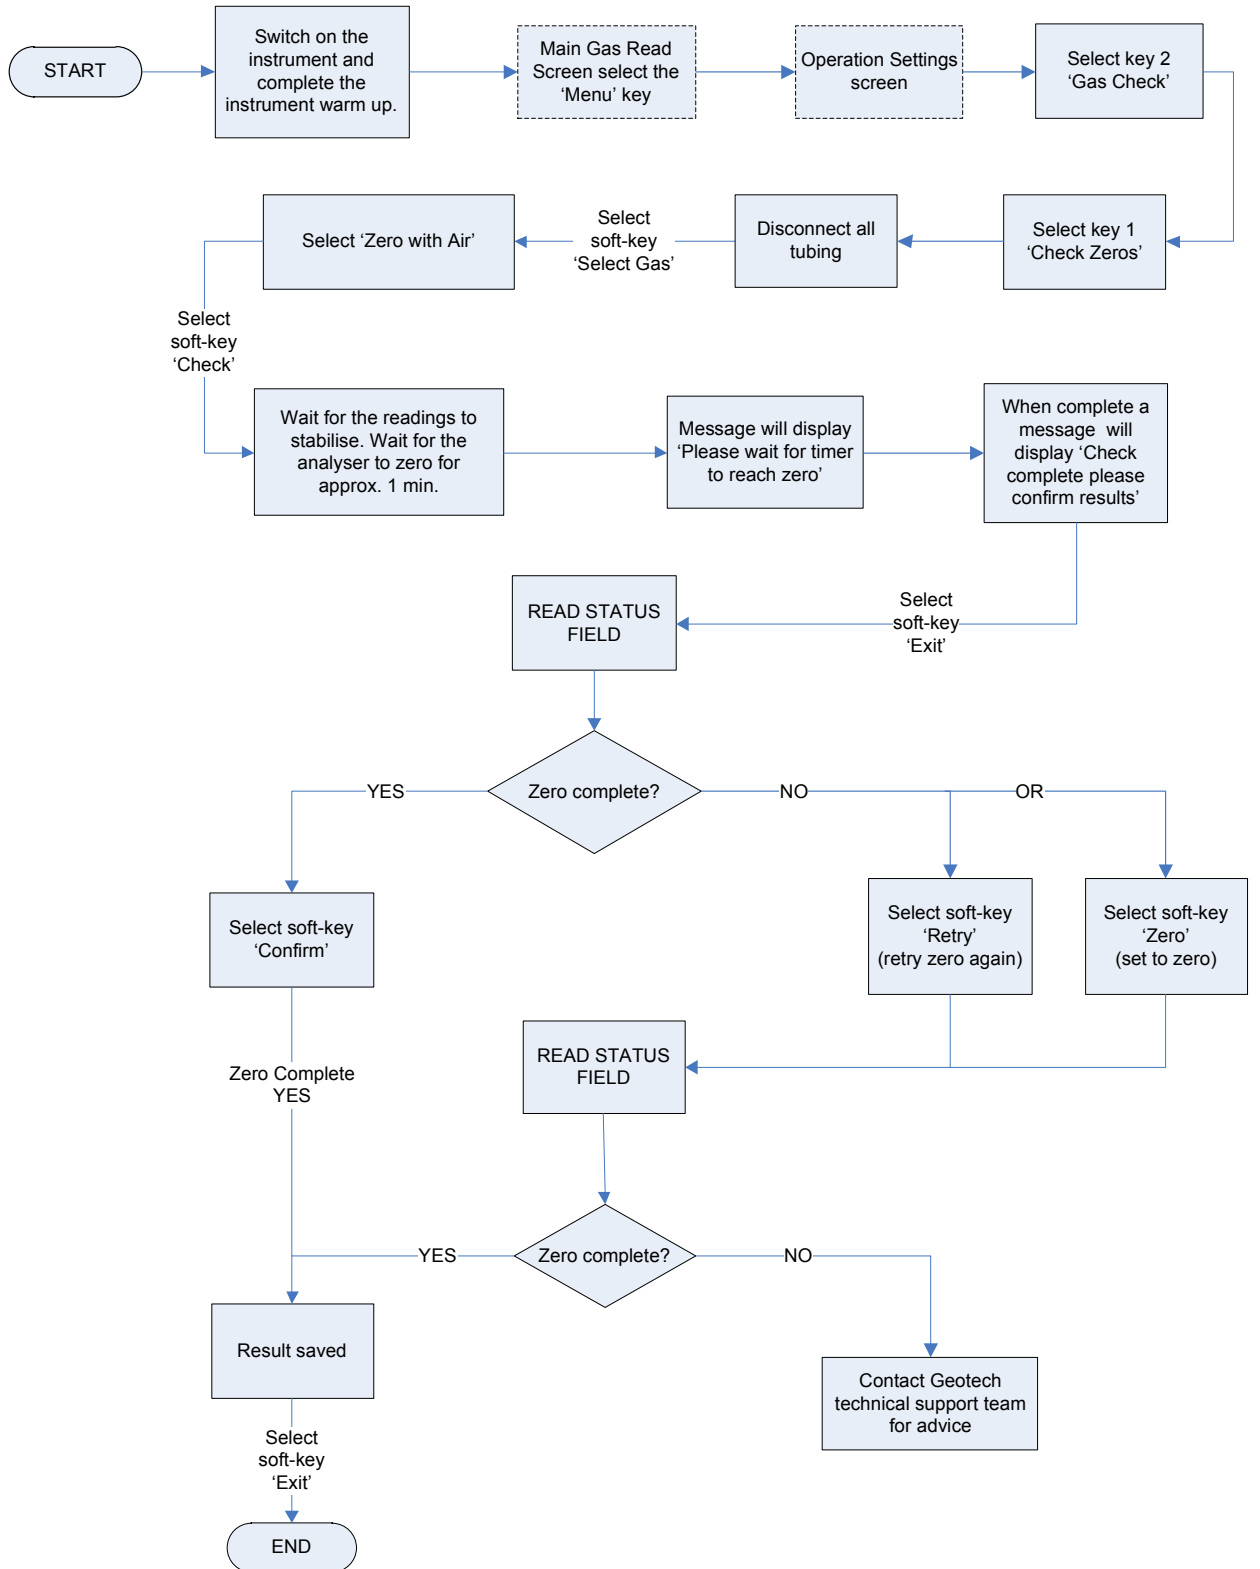 START
Switch on the
instrument and
complete the
instrument warm up.
Main Gas Read
Screen select the
‘Menu’ key
Operation Settings
screen
Select key 2
‘Gas Check’
Select key 1
‘Check Zeros’
Disconnect all
tubing
Select
soft-key
‘Select Gas’
Select ‘Zero with Air’
Select
soft-key
‘Check’
Wait for the readings to
stabilise. Wait for the
analyser to zero for
approx. 1 min.
Message will display
‘Please wait for timer
to reach zero’
When complete a
message will
display ‘Check
complete please
confirm results’
Select
soft-key
‘Exit’
READ STATUS
FIELD
Zero complete?
YES
NO
OR
Select soft-key
‘Confirm’
Select soft-key
‘Retry’
(retry zero again)
Select soft-key
‘Zero’
(set to zero)
READ STATUS
FIELD
Zero Complete
YES
Zero complete?
YES
NO
Result saved
Contact Geotech
technical support team
for advice
Select
soft-key
‘Exit’
END